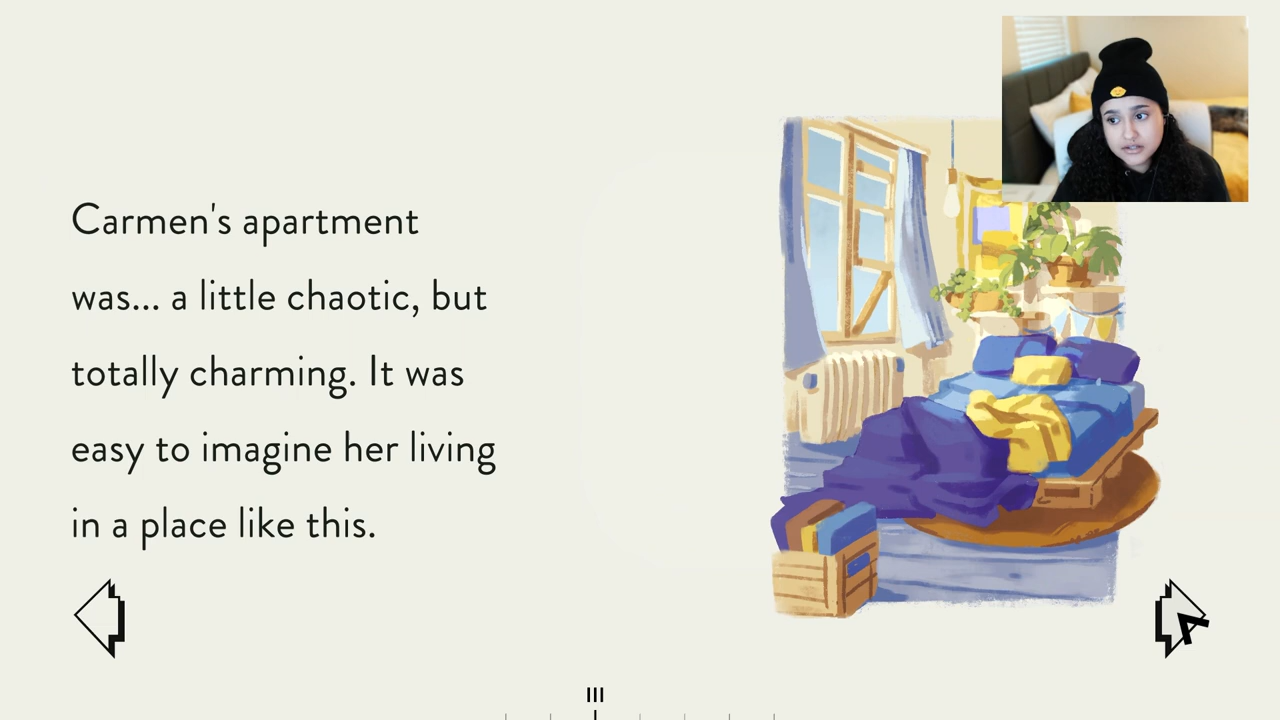 Carmen's apartment
was... a little chaotic, but
totally charming. It was
easy to imagine her living
in a place like this.
III